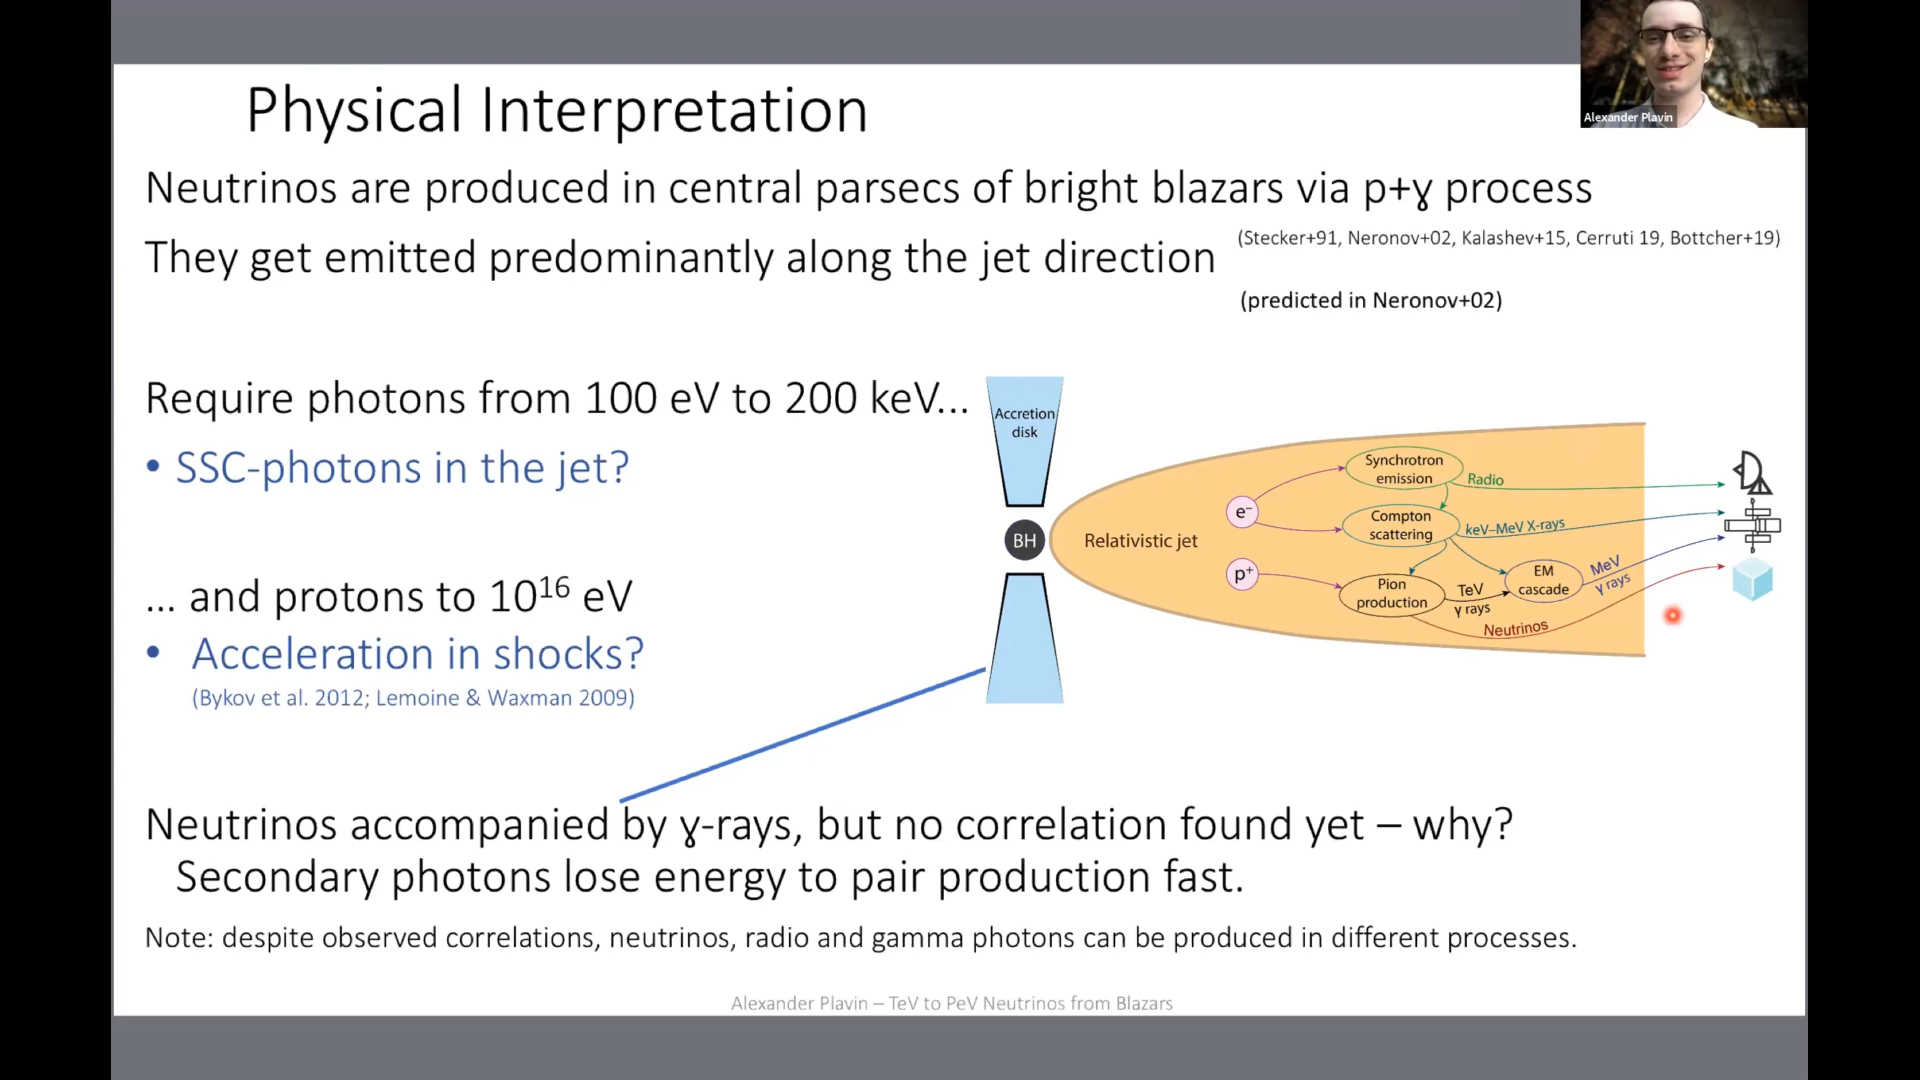 Physical Interpretation
Alexander Plavin
Neutrinos are produced in central parsecs of bright blazars via p+ɣ process
(Stecker+91, Neronov+02, Kalashev+15, Cerruti 19, Bottcher+19)
They get emitted predominantly along the jet direction
(predicted in Neronov+02)
Require photons from 100 eV to 200 keV...
• SSC-photons in the jet?
... and protons to 10¹⁶ eV
• Acceleration in shocks?
(Bykov et al. 2012; Lemoine & Waxman 2009)
Accretion
disk
BH
Relativistic jet
e⁻
p⁺
Synchrotron
emission
Radio
Compton
scattering
keV–MeV X-rays
Pion
production
TeV
γ rays
EM
cascade
MeV
γ rays
Neutrinos
Neutrinos accompanied by ɣ-rays, but no correlation found yet – why?
Secondary photons lose energy to pair production fast.
Note: despite observed correlations, neutrinos, radio and gamma photons can be produced in different processes.
Alexander Plavin – TeV to PeV Neutrinos from Blazars